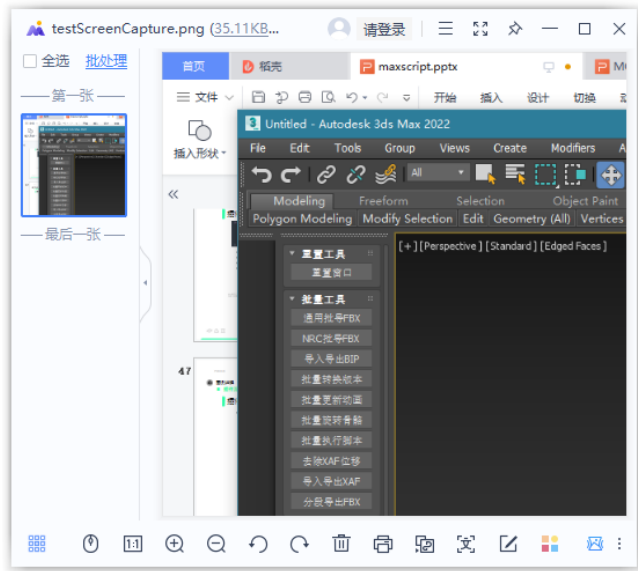 testScreenCapture.png (35.11KB...
请登录
全选 批处理
第一张
最后一张
首页 稻壳 maxscript.pptx
文件 开始 插入 设计 切换
插入形状
47
Untitled - Autodesk 3ds Max 2022
File Edit Tools Group Views Create Modifiers
All
Modeling Freeform Selection Object Paint
Polygon Modeling Modify Selection Edit Geometry (All) Vertices
[+] [Perspective] [Standard] [Edged Faces]
重置工具
重置窗口
批量工具
通用批导FBX
NRC批导FBX
导入导出BIP
批量转换版本
批量更新动画
批量旋转骨骼
批量执行脚本
去除XAF位移
导入导出XAF
分段导出FBX
1:1